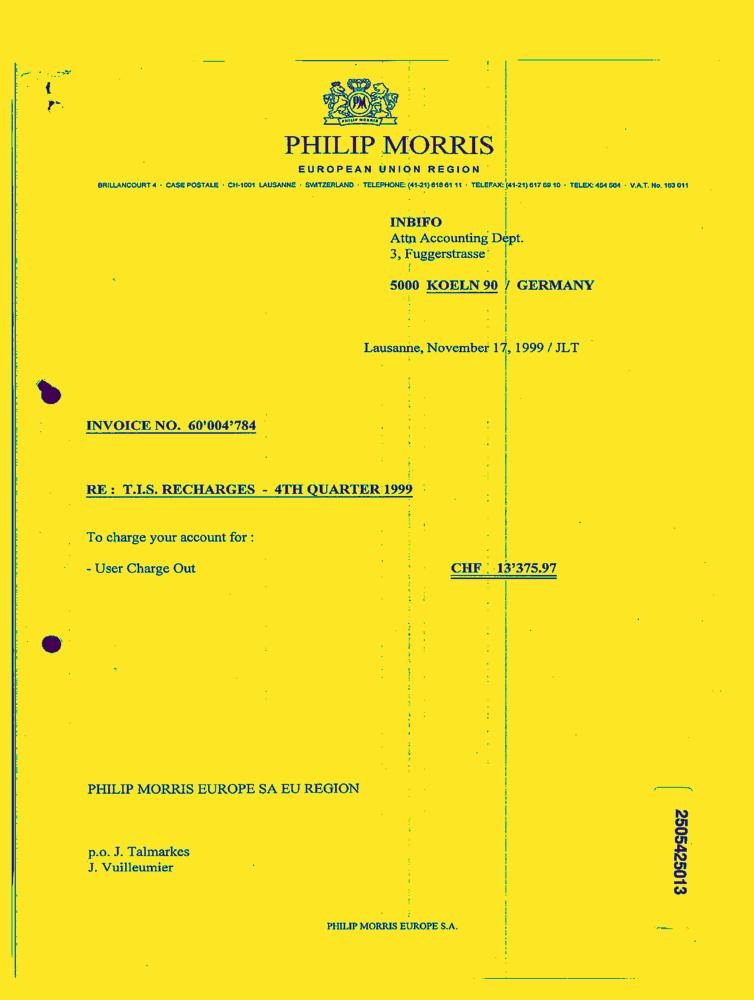 PM
PHILIP MORRIS
PHILIP MORRIS
EUROPEAN UNION REGION
BRILLANCOURT 4 · CASE POSTALE · CH-1001 LAUSANNE · SWITZERLAND · TELEPHONE: (41-21) 618 61 11 · TELEFAX: (41-21) 617 69 10 · TELEX: 454 564 · V.A.T. No. 163 011
INBIFO
Attn Accounting Dept.
3, Fuggerstrasse
5000 KOELN 90 / GERMANY
Lausanne, November 17, 1999 / JLT
INVOICE NO. 60'004'784
RE : T.I.S. RECHARGES - 4TH QUARTER 1999
To charge your account for :
- User Charge Out CHF 13'375.97
PHILIP MORRIS EUROPE SA EU REGION
p.o. J. Talmarkes
J. Vuilleumier
2505425013
PHILIP MORRIS EUROPE S.A.